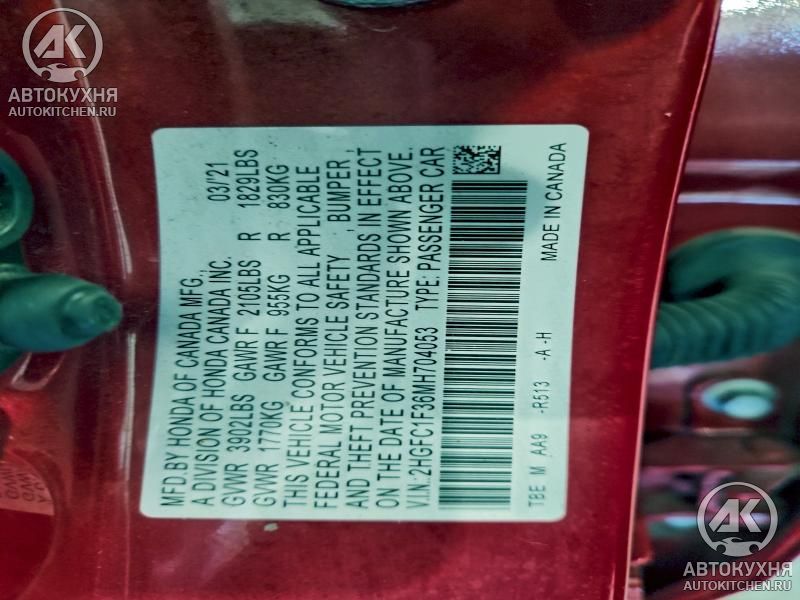 AK
АВТОКУХНЯ
AUTOKITCHEN.RU
MFD.BY HONDA OF CANADA MFG.,
A DIVISION OF HONDA CANADA INC. 03/21
GVWR 3902LBS GAWR F 2105LBS R 1829LBS
GVWR 1770KG GAWR F 955KG R 830KG
THIS VEHICLE CONFORMS TO ALL APPLICABLE
FEDERAL MOTOR VEHICLE SAFETY , BUMPER ,
AND THEFT PREVENTION STANDARDS IN EFFECT
ON THE DATE OF MANUFACTURE SHOWN ABOVE.
V.I.N.:2HGFC1F36MH704053 TYPE: PASSENGER CAR
TBE M AA9 -R513 -A -H MADE IN CANADA
AK
АВТОКУХНЯ
AUTOKITCHEN.RU